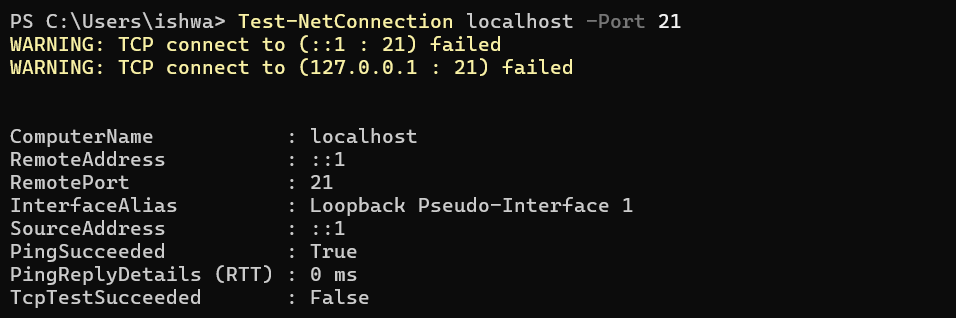 PS C:\Users\ishwa> Test-NetConnection localhost -Port 21
WARNING: TCP connect to (::1 : 21) failed
WARNING: TCP connect to (127.0.0.1 : 21) failed
ComputerName           : localhost
RemoteAddress          : ::1
RemotePort             : 21
InterfaceAlias         : Loopback Pseudo-Interface 1
SourceAddress          : ::1
PingSucceeded          : True
PingReplyDetails (RTT) : 0 ms
TcpTestSucceeded       : False